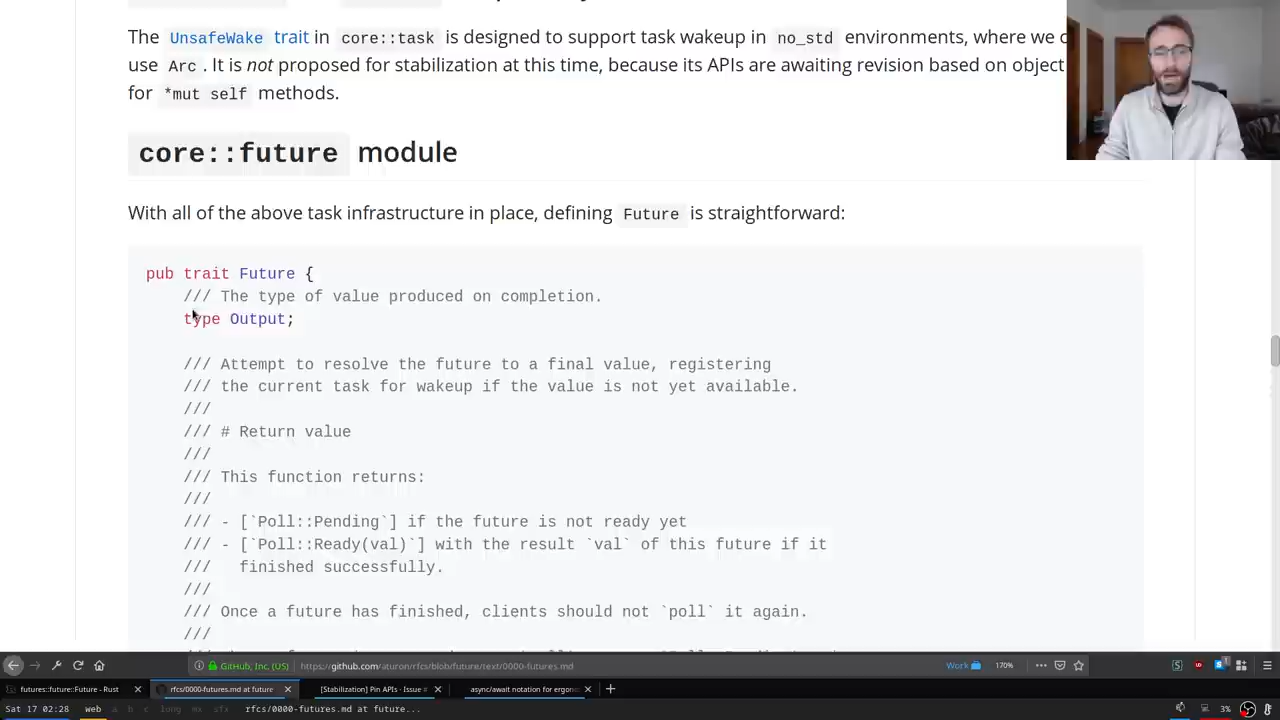 The UnsafeWake trait in core::task is designed to support task wakeup in no_std environments, where we
use Arc. It is not proposed for stabilization at this time, because its APIs are awaiting revision based on object
for *mut self methods.
core::future module
With all of the above task infrastructure in place, defining Future is straightforward:
pub trait Future {
/// The type of value produced on completion.
type Output;
/// Attempt to resolve the future to a final value, registering
/// the current task for wakeup if the value is not yet available.
///
/// # Return value
///
/// This function returns:
///
/// - [`Poll::Pending`] if the future is not ready yet
/// - [`Poll::Ready(val)`] with the result `val` of this future if it
/// finished successfully.
///
/// Once a future has finished, clients should not `poll` it again.
///
GitHub, Inc. (US) https://github.com/aturon/rfcs/blob/future/text/0000-futures.md Work 170%
futures::future::Future - Rust × rfcs/0000-futures.md at future × [Stabilization] Pin APIs · Issue # × async/await notation for ergono × +
Sat 17 02:28 web a b c long mx sfx rfcs/0000-futures.md at future... 3%